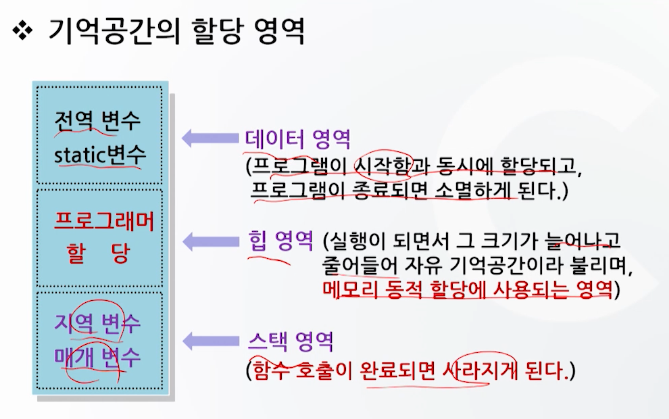 ❖ 기억공간의 할당 영역
전역 변수
static변수
데이터 영역
(프로그램이 시작함과 동시에 할당되고,
프로그램이 종료되면 소멸하게 된다.)
프로그래머
할 당
힙 영역 (실행이 되면서 그 크기가 늘어나고
줄어들어 자유 기억공간이라 불리며,
메모리 동적 할당에 사용되는 영역)
지역 변수
매개 변수
스택 영역
(함수 호출이 완료되면 사라지게 된다.)